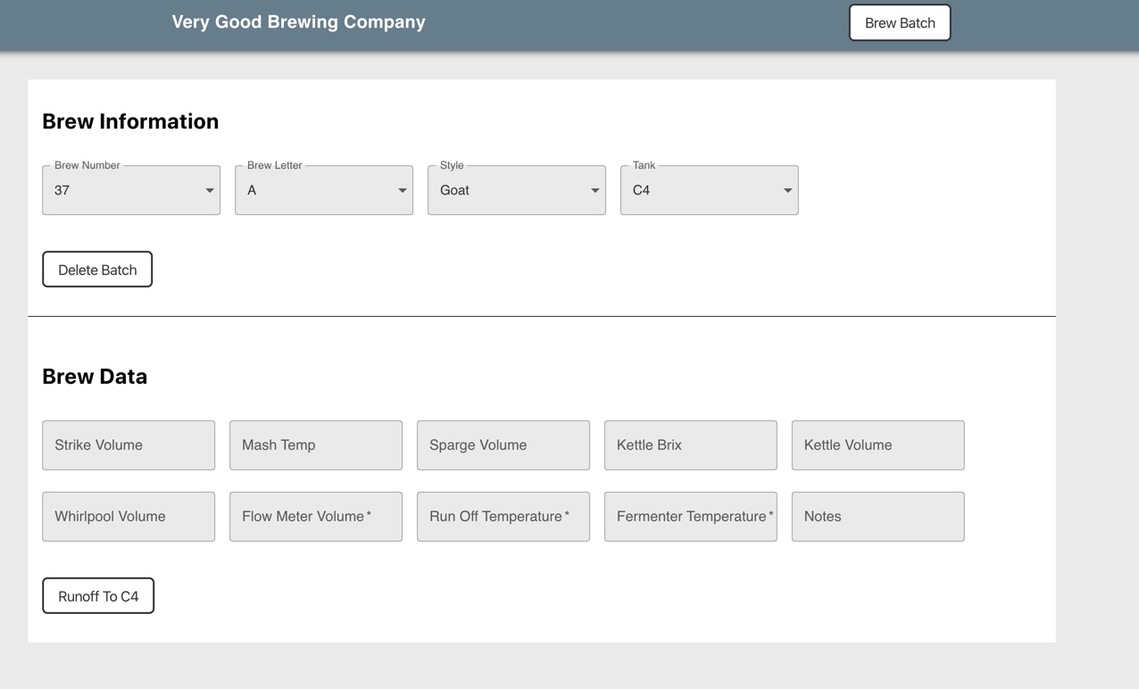 Very Good Brewing Company
Brew Batch
Brew Information
Brew Number
37
Brew Letter
A
Style
Goat
Tank
C4
Delete Batch
Brew Data
Strike Volume
Mash Temp
Sparge Volume
Kettle Brix
Kettle Volume
Whirlpool Volume
Flow Meter Volume *
Run Off Temperature *
Fermenter Temperature *
Notes
Runoff To C4